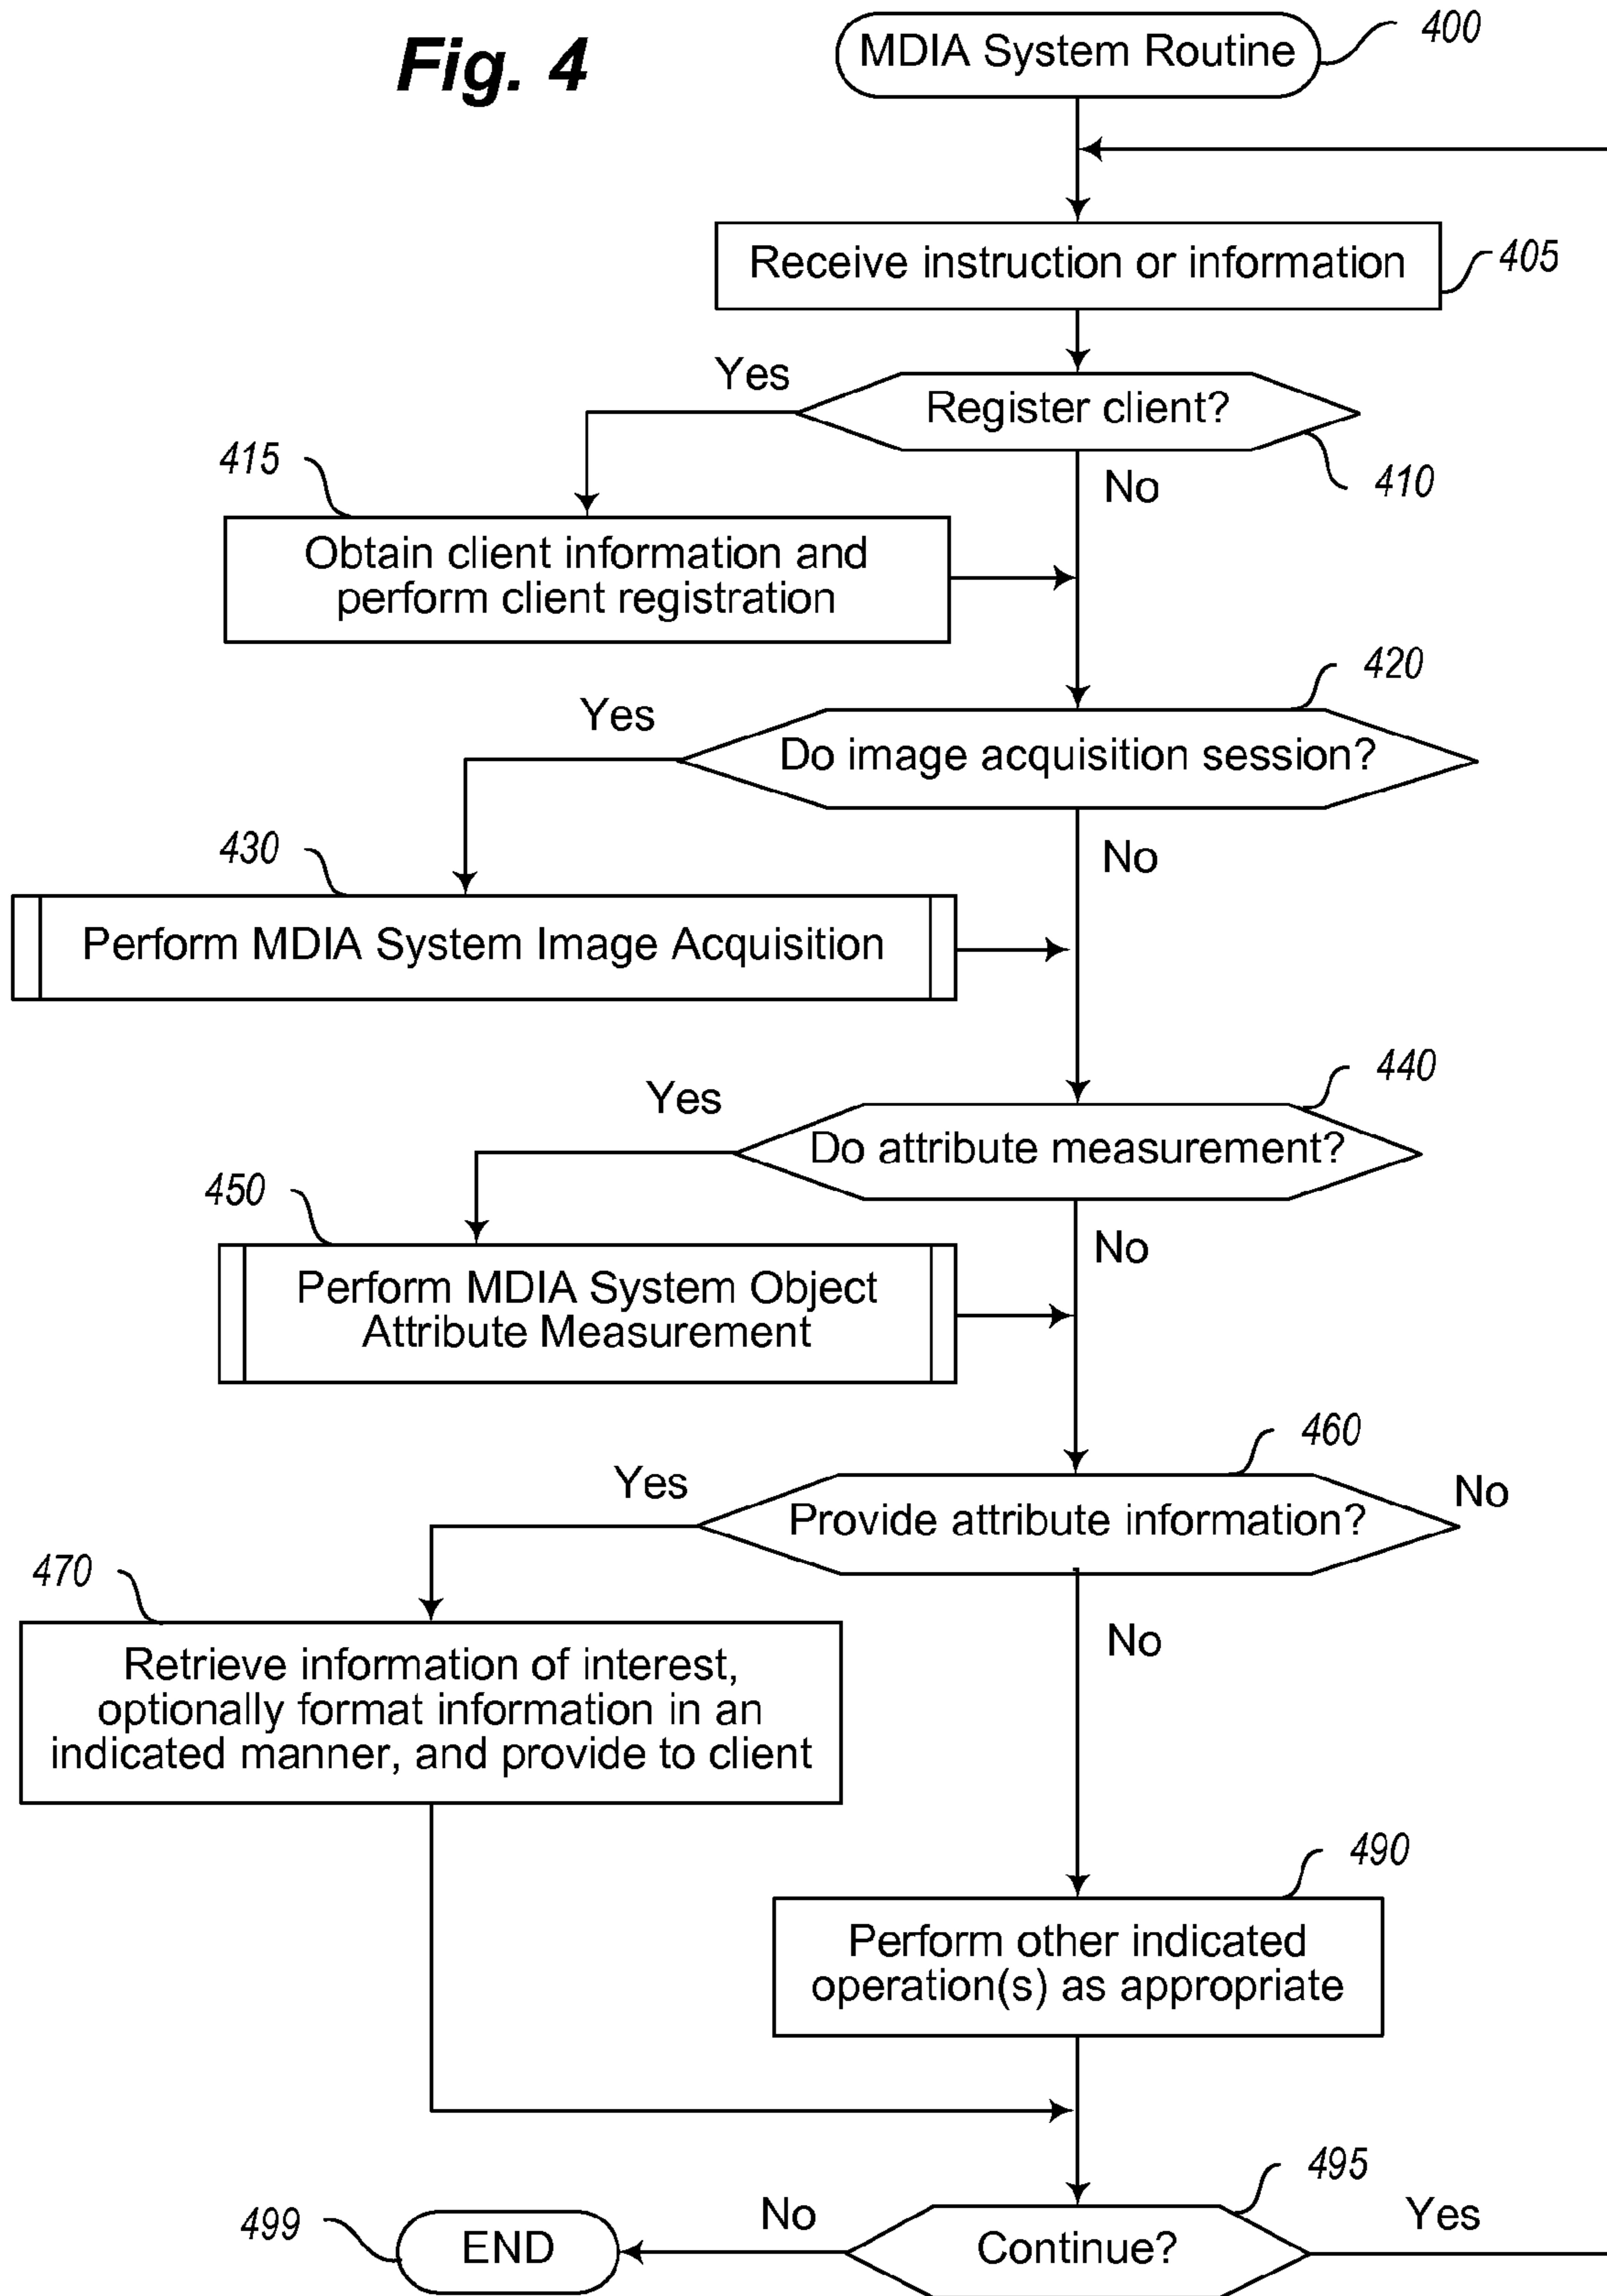 Fig. 4
MDIA System Routine
400
Receive instruction or information
405
Yes
Register client?
410
No
415
Obtain client information and
perform client registration
420
Yes
Do image acquisition session?
No
430
Perform MDIA System Image Acquisition
440
Yes
Do attribute measurement?
No
450
Perform MDIA System Object
Attribute Measurement
460
Yes
Provide attribute information?
No
No
470
Retrieve information of interest,
optionally format information in an
indicated manner, and provide to client
490
Perform other indicated
operation(s) as appropriate
495
499
END
No
Continue?
Yes